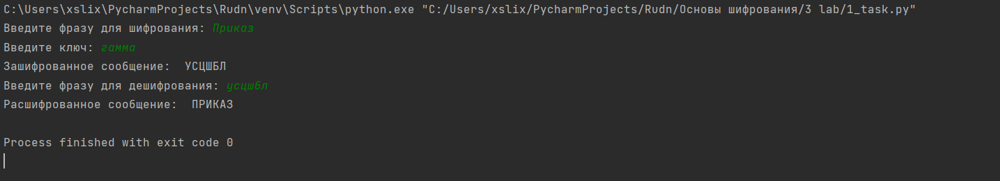 C:\Users\xslix\PycharmProjects\Rudn\venv\Scripts\python.exe "C:/Users/xslix/PycharmProjects/Rudn/Основы шифрования/3 lab/1_task.py"
Введите фразу для шифрования: Приказ
Введите ключ: гамма
Зашифрованное сообщение:  УСЦШБЛ
Введите фразу для дешифрования: усцшбл
Расшифрованное сообщение:  ПРИКАЗ
Process finished with exit code 0